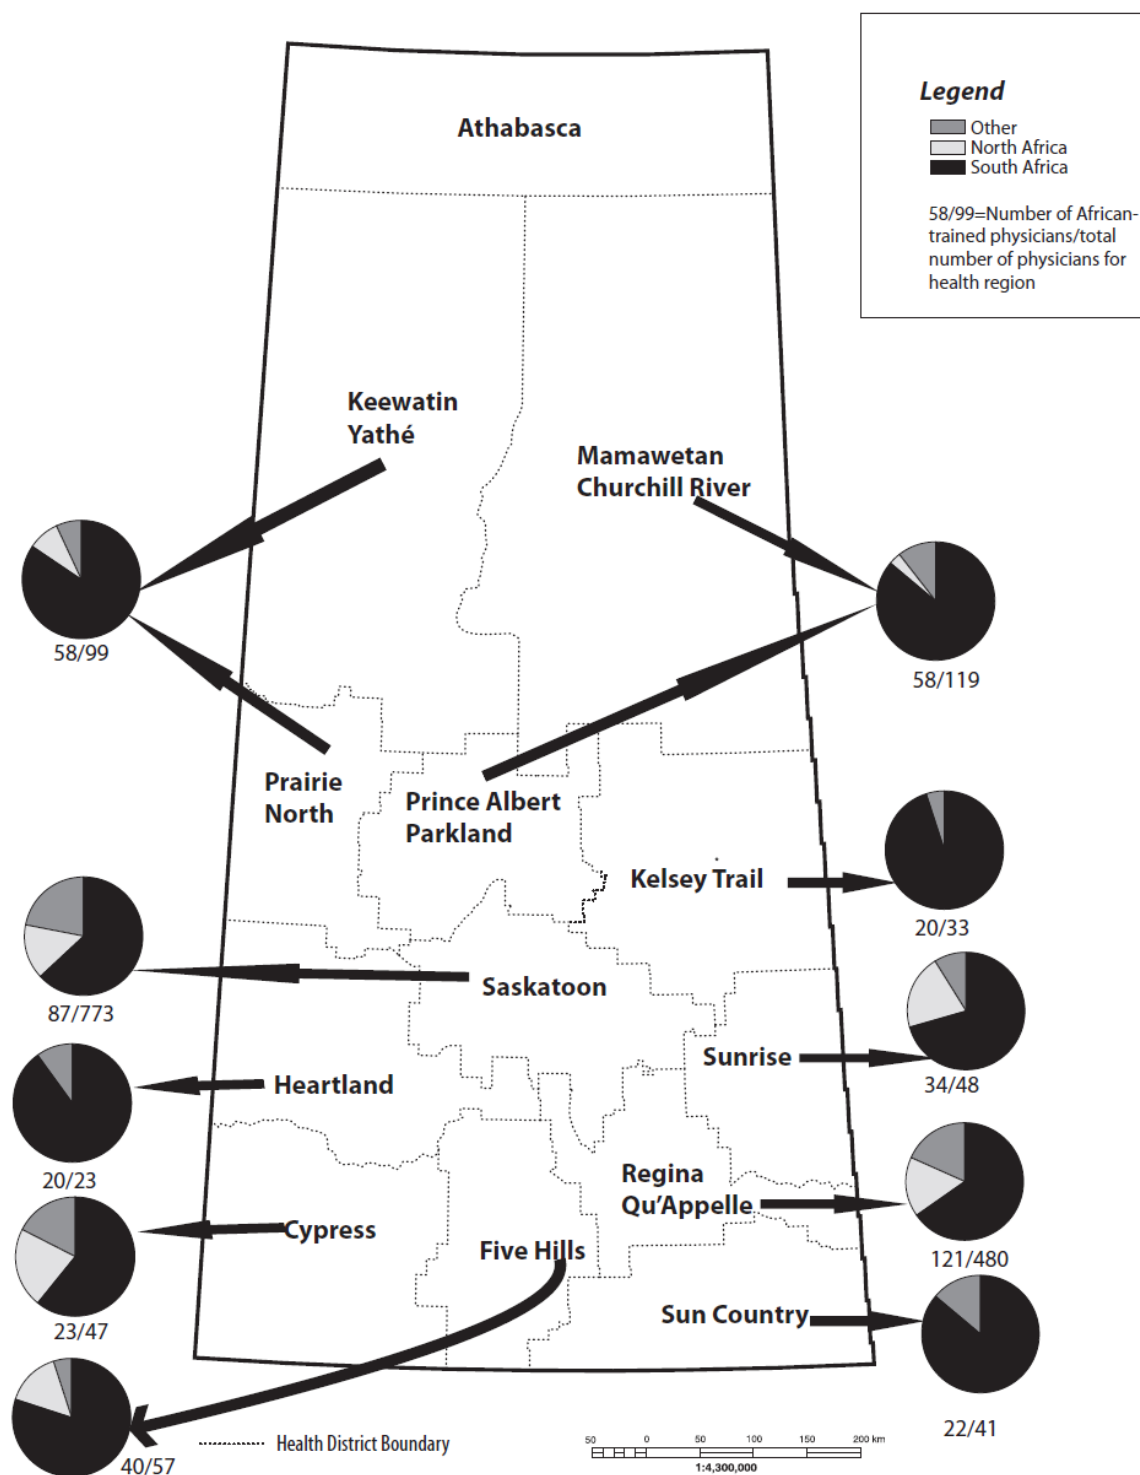 Legend
Other
North Africa
South Africa
58/99=Number of African-
trained physicians/total
number of physicians for
health region
Athabasca
Keewatin
Yathé
Mamawetan
Churchill River
58/99
58/119
Prairie
North
Prince Albert
Parkland
Kelsey Trail
20/33
Saskatoon
87/773
Sunrise
34/48
Heartland
20/23
Regina
Qu'Appelle
121/480
Cypress
23/47
Five Hills
Sun Country
22/41
40/57
Health District Boundary
50 0 50 100 150 200 km
1:4,300,000